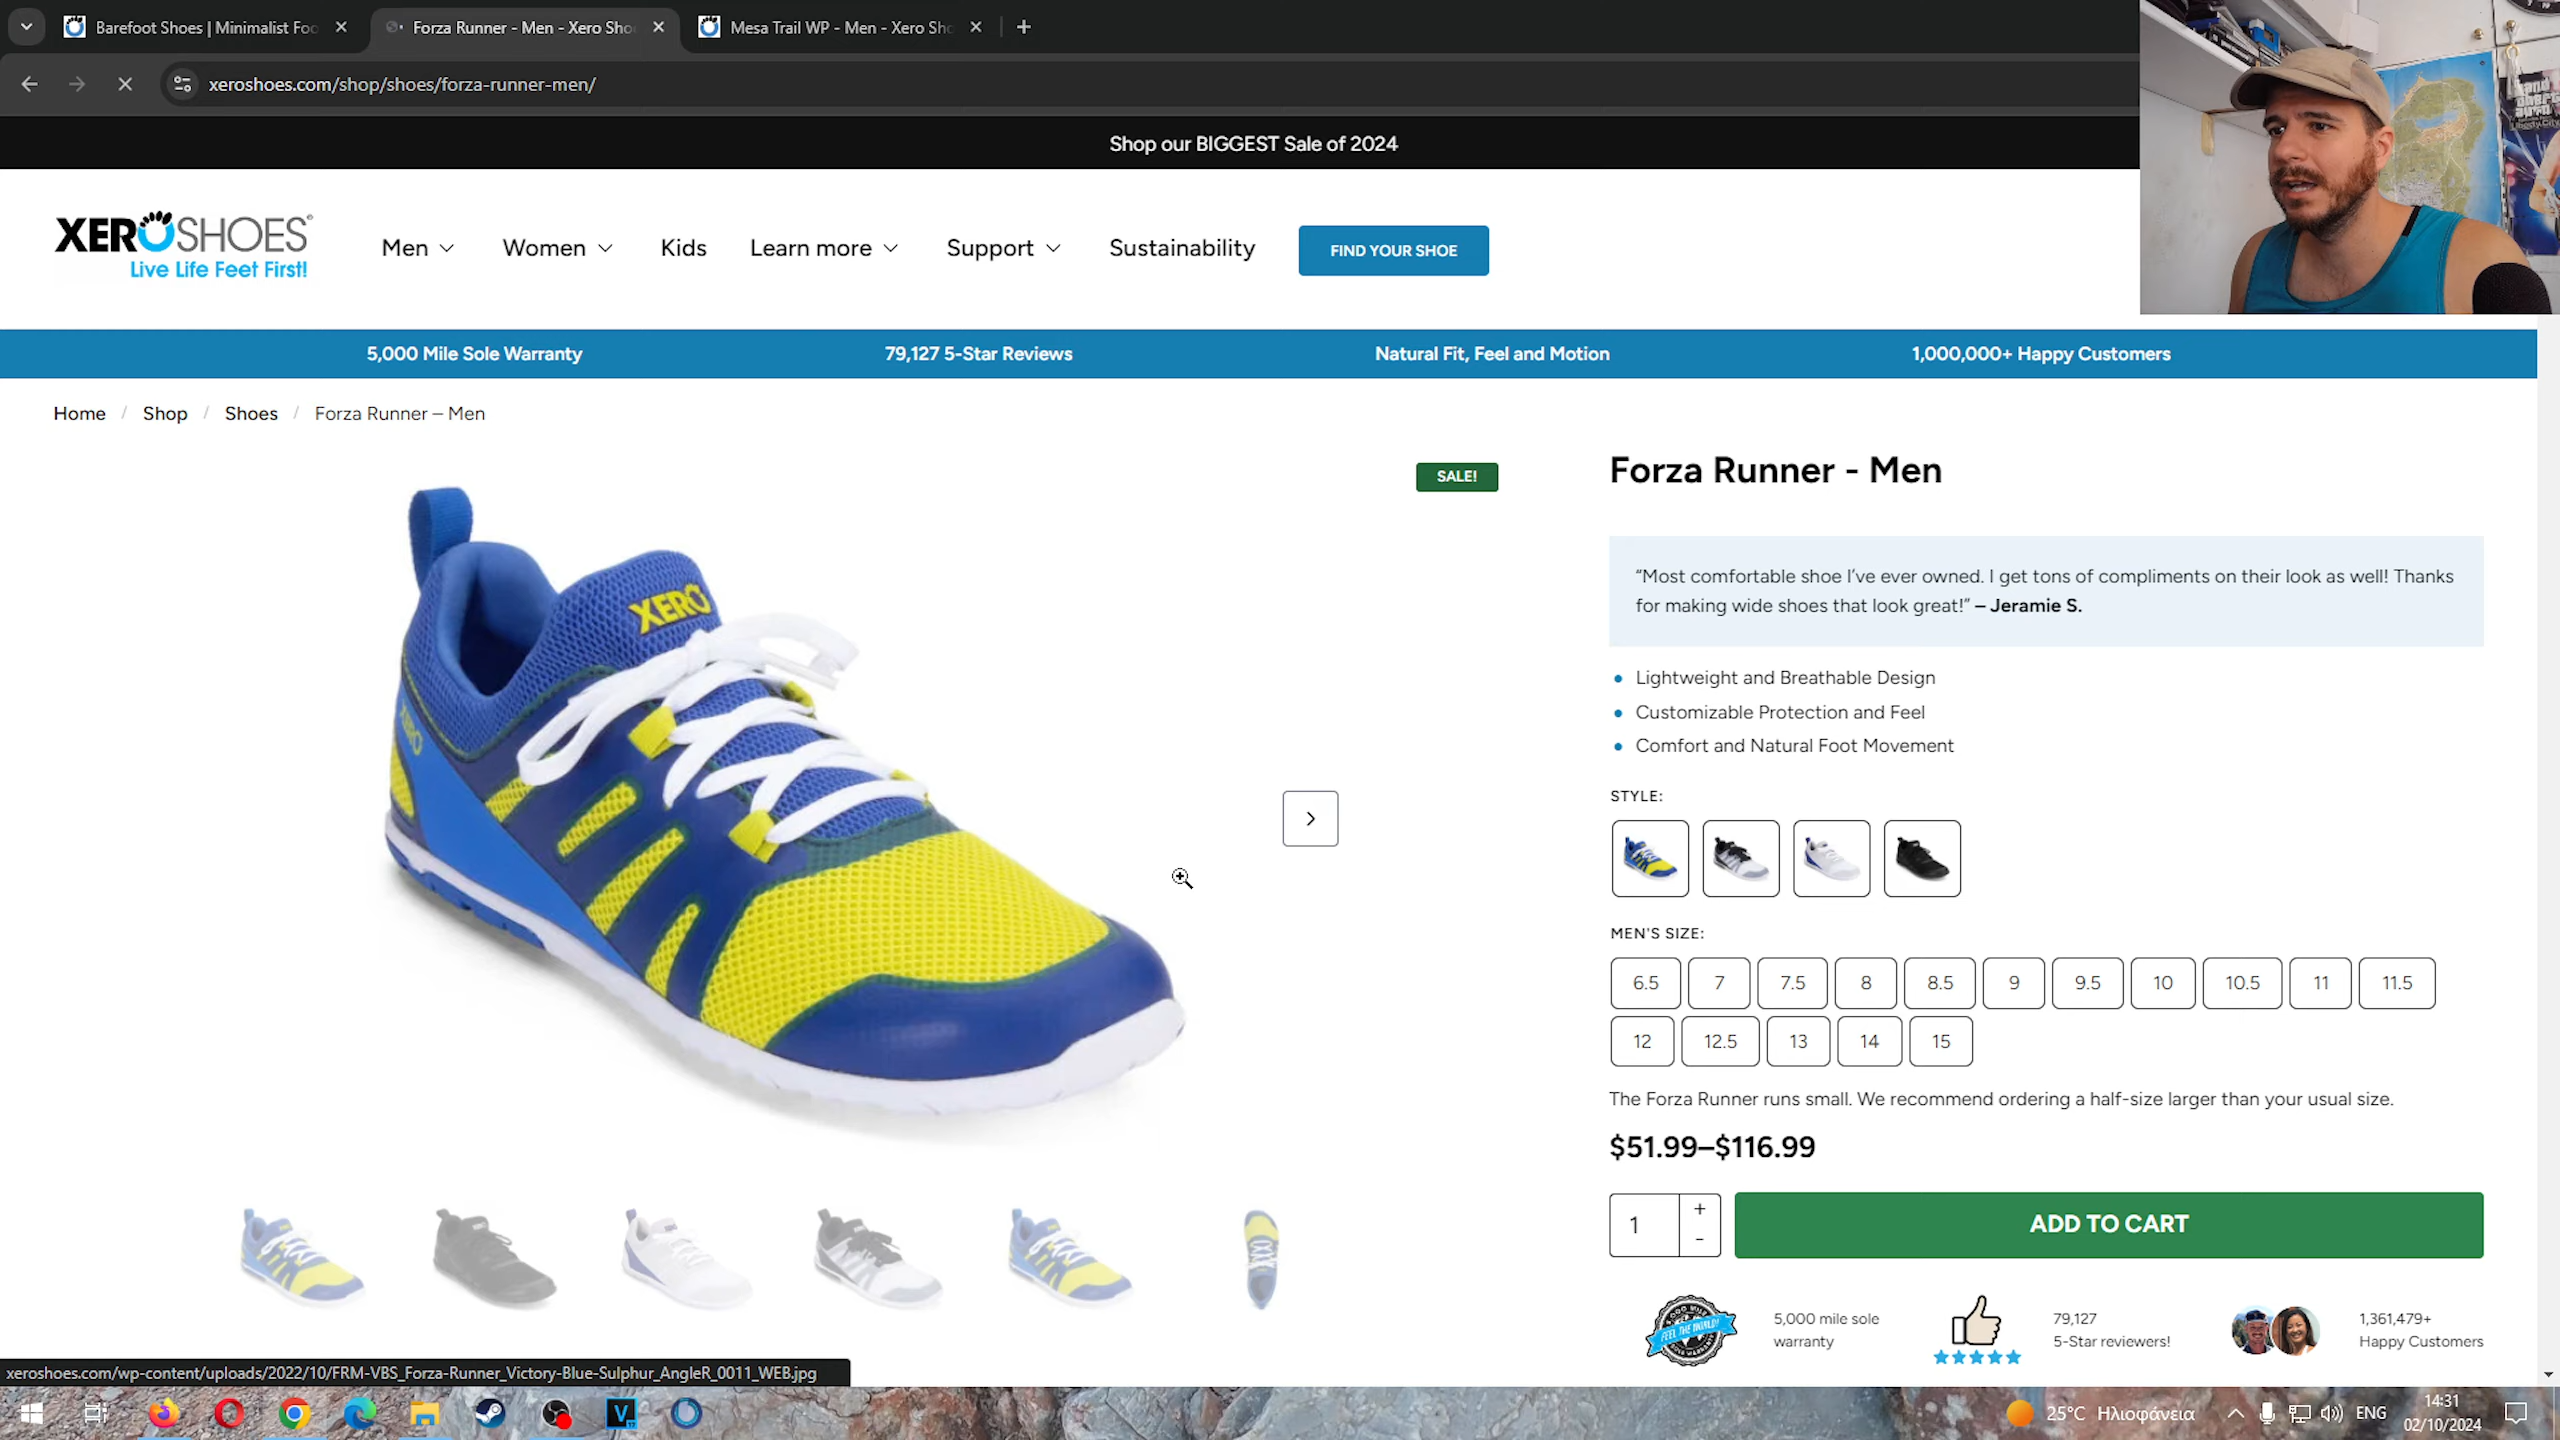 Barefoot Shoes | Minimalist Foo
Forza Runner - Men - Xero Sho
Mesa Trail WP - Men - Xero Sho
xeroshoes.com/shop/shoes/forza-runner-men/
Shop our BIGGEST Sale of 2024
XEROSHOES
Live Life Feet First!
Men
Women
Kids
Learn more
Support
Sustainability
FIND YOUR SHOE
5,000 Mile Sole Warranty
79,127 5-Star Reviews
Natural Fit, Feel and Motion
1,000,000+ Happy Customers
Home / Shop / Shoes / Forza Runner – Men
SALE!
XERO
XERO
Forza Runner - Men
“Most comfortable shoe I’ve ever owned. I get tons of compliments on their look as well! Thanks
for making wide shoes that look great!” – Jeramie S.
• Lightweight and Breathable Design
• Customizable Protection and Feel
• Comfort and Natural Foot Movement
STYLE:
MEN'S SIZE:
6.5 7 7.5 8 8.5 9 9.5 10 10.5 11 11.5
12 12.5 13 14 15
The Forza Runner runs small. We recommend ordering a half-size larger than your usual size.
$51.99–$116.99
1 + -
ADD TO CART
FEEL THE WORLD!
5,000 mile sole
warranty
79,127
5-Star reviewers!
1,361,479+
Happy Customers
xeroshoes.com/wp-content/uploads/2022/10/FRM-VBS_Forza-Runner_Victory-Blue-Sulphur_AngleR_0011_WEB.jpg
25°C Ηλιοφάνεια
ENG
14:31
02/10/2024